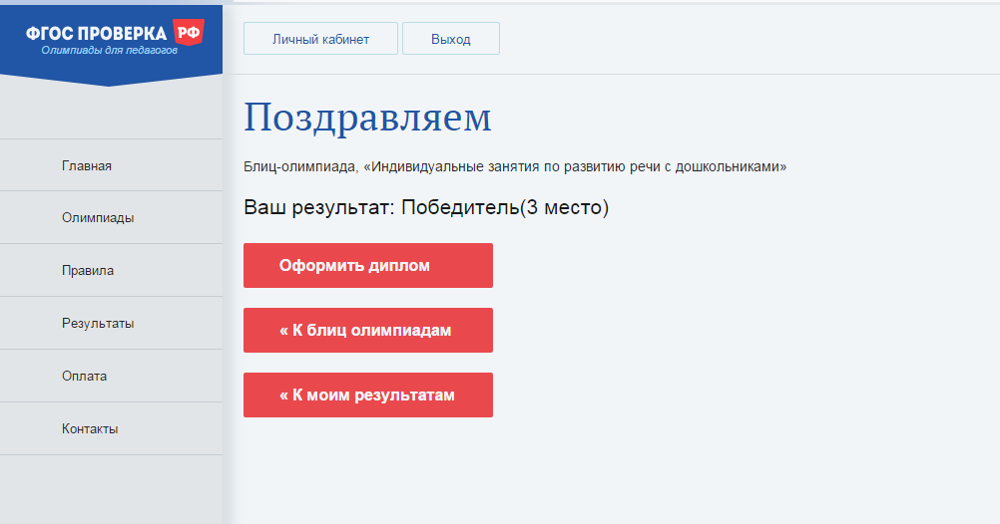 ФГОС ПРОВЕРКА РФ
Олимпиады для педагогов
Личный кабинет
Выход
Главная
Олимпиады
Правила
Результаты
Оплата
Контакты
Поздравляем
Блиц-олимпиада, «Индивидуальные занятия по развитию речи с дошкольниками»
Ваш результат: Победитель(3 место)
Оформить диплом
« К блиц олимпиадам
« К моим результатам